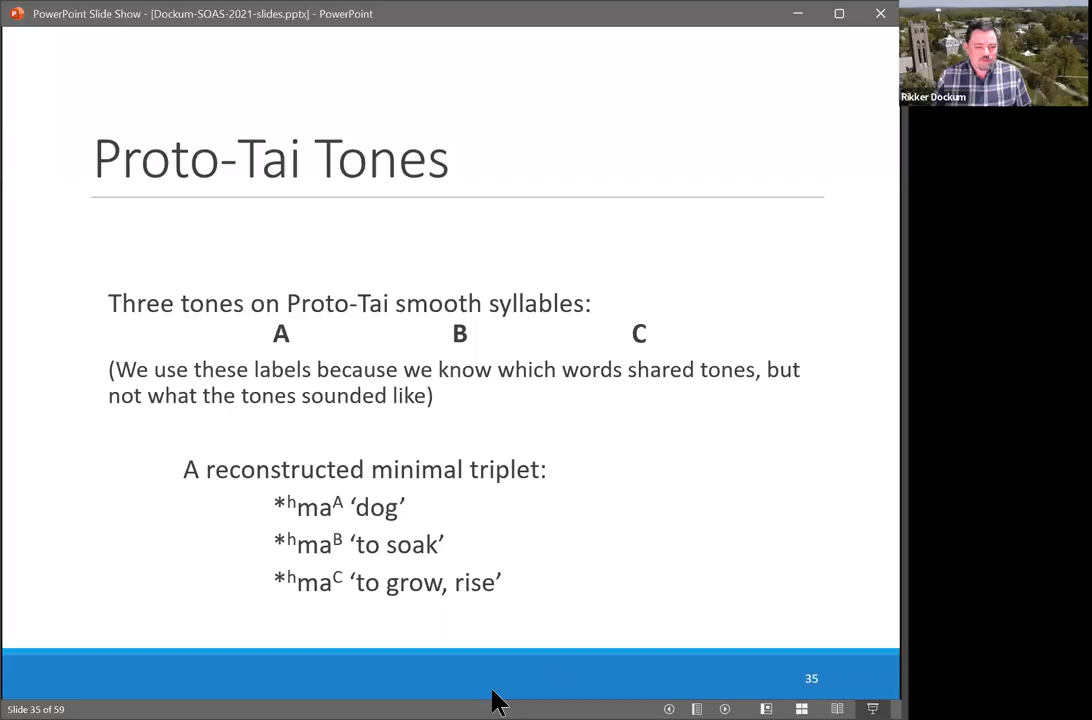 PowerPoint Slide Show - [Dockum-SOAS-2021-slides.pptx] - PowerPoint
Rikker Dockum
Proto-Tai Tones
Three tones on Proto-Tai smooth syllables:
A B C
(We use these labels because we know which words shared tones, but
not what the tones sounded like)
A reconstructed minimal triplet:
*ʰmaᴬ ‘dog’
*ʰmaᴮ ‘to soak’
*ʰmaC ‘to grow, rise’
35
Slide 35 of 59